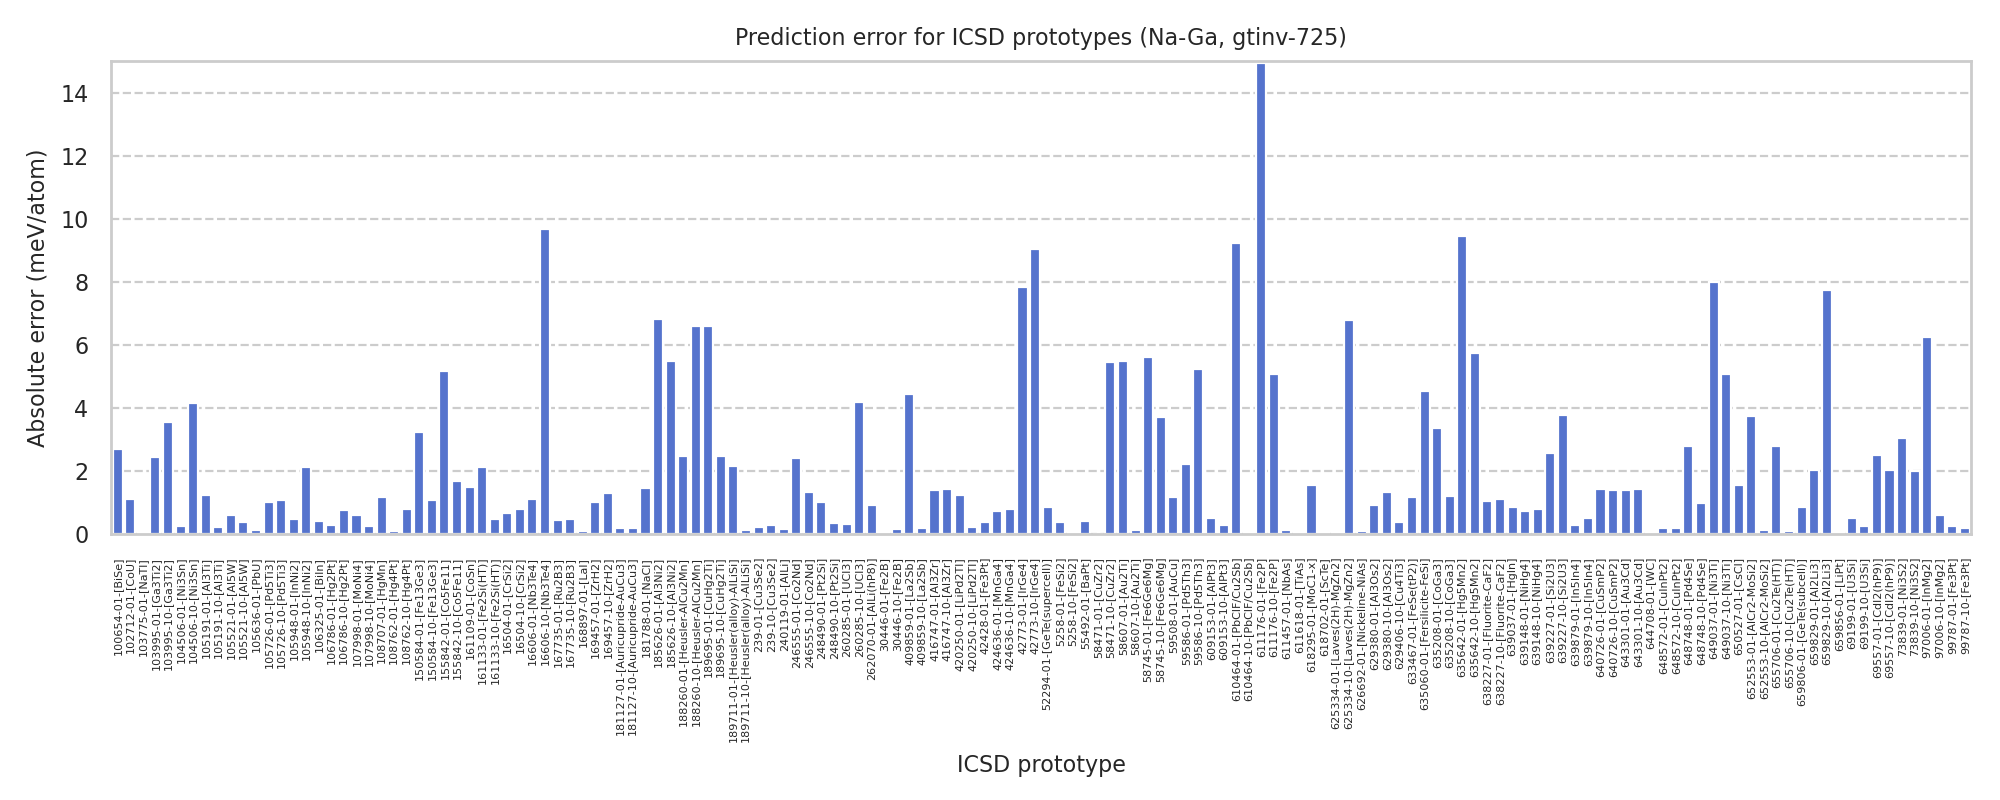 Prediction error for ICSD prototypes (Na-Ga, gtinv-725)
Absolute error (meV/atom)
14
12
10
8
6
4
2
0
100654-01-[BiSe]
102712-01-[CoU]
103775-01-[NaTl]
103995-01-[Ga3Ti2]
103995-10-[Ga3Ti2]
104506-01-[Ni3Sn]
104506-10-[Ni3Sn]
105191-01-[Al3Ti]
105191-10-[Al3Ti]
105521-01-[Al5W]
105521-10-[Al5W]
105636-01-[PbU]
105726-01-[Pd5Ti3]
105726-10-[Pd5Ti3]
105948-01-[InNi2]
105948-10-[InNi2]
106325-01-[BiIn]
106786-01-[Hg2Pt]
106786-10-[Hg2Pt]
107998-01-[MoNi4]
107998-10-[MoNi4]
108707-01-[HgMn]
108762-01-[Hg4Pt]
108762-10-[Hg4Pt]
150584-01-[Fe13Ge3]
150584-10-[Fe13Ge3]
155842-01-[Co5Fe11]
155842-10-[Co5Fe11]
161109-01-[CoSn]
161133-01-[Fe2Si(HT)]
161133-10-[Fe2Si(HT)]
16504-01-[CrSi2]
16504-10-[CrSi2]
16606-01-[Nb3Te4]
16606-10-[Nb3Te4]
167735-01-[Ru2B3]
167735-10-[Ru2B3]
168897-01-[LaI]
169457-01-[ZrH2]
169457-10-[ZrH2]
181127-01-[Auricupride-AuCu3]
181127-10-[Auricupride-AuCu3]
181788-01-[NaCl]
185626-01-[Al3Ni2]
185626-10-[Al3Ni2]
188260-01-[Heusler-AlCu2Mn]
188260-10-[Heusler-AlCu2Mn]
189695-01-[CuHg2Ti]
189695-10-[CuHg2Ti]
189711-01-[Heusler(alloy)-AlLiSi]
189711-10-[Heusler(alloy)-AlLiSi]
239-01-[Cu3Se2]
239-10-[Cu3Se2]
240119-01-[AlLi]
246555-01-[Co2Nd]
246555-10-[Co2Nd]
248490-01-[Pt2Si]
248490-10-[Pt2Si]
260285-01-[UCl3]
260285-10-[UCl3]
262070-01-[AlLi(hP8)]
30446-01-[Fe2B]
30446-10-[Fe2B]
409859-01-[La2Sb]
409859-10-[La2Sb]
416747-01-[Al3Zr]
416747-10-[Al3Zr]
420250-01-[LiPd2Tl]
420250-10-[LiPd2Tl]
42428-01-[Fe3Pt]
424636-01-[MnGa4]
424636-10-[MnGa4]
42773-01-[IrGe4]
42773-10-[IrGe4]
52294-01-[GeTe(supercell)]
5258-01-[FeSi2]
5258-10-[FeSi2]
55492-01-[BaPt]
58471-01-[CuZr2]
58471-10-[CuZr2]
58607-01-[Au2Ti]
58607-10-[Au2Ti]
58745-01-[Fe6Ge6Mg]
58745-10-[Fe6Ge6Mg]
59508-01-[AuCu]
59586-01-[Pd5Th3]
59586-10-[Pd5Th3]
609153-01-[AlPt3]
609153-10-[AlPt3]
610464-01-[PbClF/Cu2Sb]
610464-10-[PbClF/Cu2Sb]
611176-01-[Fe2P]
611176-10-[Fe2P]
611457-01-[NbAs]
611618-01-[TiAs]
618295-01-[MoC1-x]
618702-01-[ScTe]
625334-01-[Laves(2H)-MgZn2]
625334-10-[Laves(2H)-MgZn2]
626692-01-[Nickeline-NiAs]
629380-01-[Al3Os2]
629380-10-[Al3Os2]
629406-10-[Cu4Ti3]
633467-01-[FeSe(tP2)]
635060-01-[Fersilicite-FeSi]
635208-01-[CoGa3]
635208-10-[CoGa3]
635642-01-[Hg5Mn2]
635642-10-[Hg5Mn2]
638227-01-[Fluorite-CaF2]
638227-10-[Fluorite-CaF2]
639037-01-[HgIn]
639148-01-[NiHg4]
639148-10-[NiHg4]
639227-01-[Si2U3]
639227-10-[Si2U3]
639879-01-[In5In4]
639879-10-[In5In4]
640726-01-[CuSmP2]
640726-10-[CuSmP2]
643301-01-[Au3Cd]
643301-10-[Au3Cd]
644708-01-[WC]
648572-01-[CuInPt2]
648572-10-[CuInPt2]
648748-01-[Pd4Se]
648748-10-[Pd4Se]
649037-01-[Ni3Ti]
649037-10-[Ni3Ti]
650527-01-[CsCl]
652553-01-[AlCr2-MoSi2]
652553-10-[AlCr2-MoSi2]
655706-01-[Cu2Te(HT)]
655706-10-[Cu2Te(HT)]
659806-01-[GeTe(subcell)]
659829-01-[Al2Li3]
659829-10-[Al2Li3]
659856-01-[LiPt]
69199-01-[U3Si]
69199-10-[U3Si]
69557-01-[CdI2(hP9)]
69557-10-[CdI2(hP9)]
73839-01-[Ni3S2]
73839-10-[Ni3S2]
97006-01-[InMg2]
97006-10-[InMg2]
99787-01-[Fe3Pt]
99787-10-[Fe3Pt]
ICSD prototype